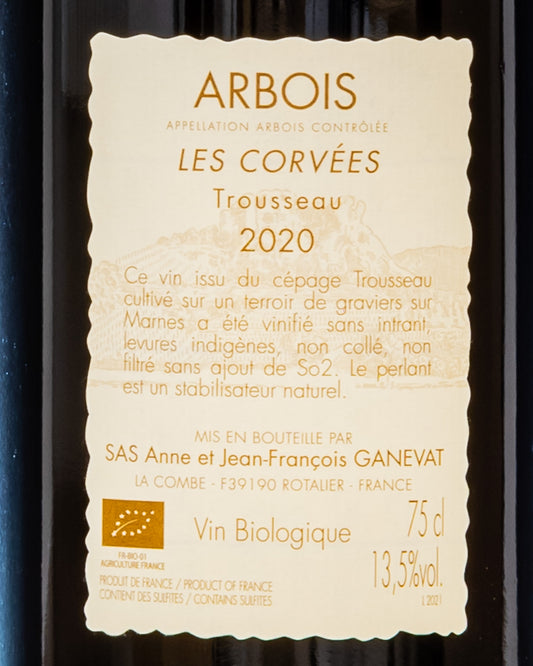 ARBOIS
APPELLATION ARBOIS CONTRÔLÉE
LES CORVÉES
Trousseau
2020
Ce vin issu du cépage Trousseau
cultivé sur un terroir de graviers sur
Marnes a été vinifié sans intrant,
levures indigènes, non collé, non
filtré sans ajout de So2. Le perlant
est un stabilisateur naturel.
MIS EN BOUTEILLE PAR
SAS Anne et Jean-François GANEVAT
LA COMBE - F39190 ROTALIER - FRANCE
Vin Biologique
75 cl
13,5%vol.
L 2021
FR-BIO-01
AGRICULTURE FRANCE
PRODUIT DE FRANCE / PRODUCT OF FRANCE
CONTENT DES SULFITES / CONTAINS SULFITES